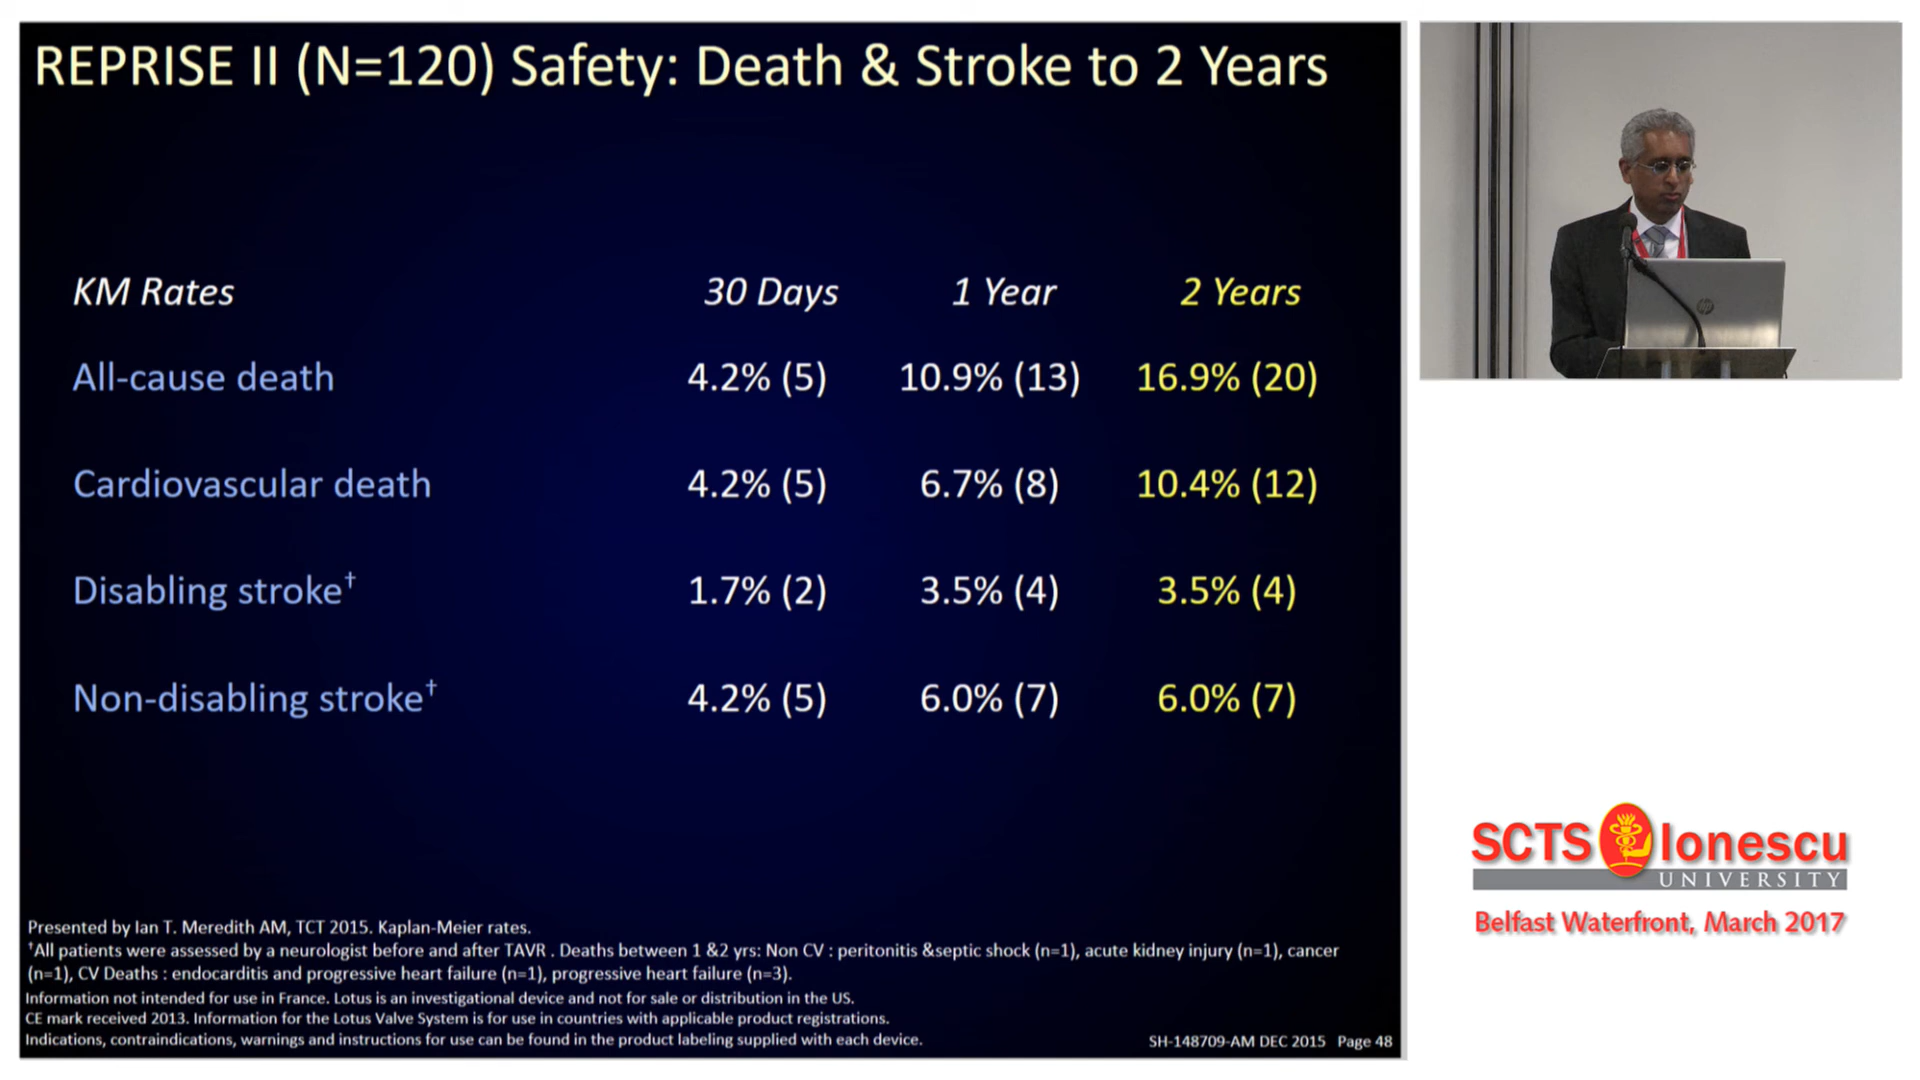 REPRISE II (N=120) Safety: Death & Stroke to 2 Years
KM Rates 30 Days 1 Year 2 Years
All-cause death 4.2% (5) 10.9% (13) 16.9% (20)
Cardiovascular death 4.2% (5) 6.7% (8) 10.4% (12)
Disabling stroke† 1.7% (2) 3.5% (4) 3.5% (4)
Non-disabling stroke† 4.2% (5) 6.0% (7) 6.0% (7)
Presented by Ian T. Meredith AM, TCT 2015. Kaplan-Meier rates.
†All patients were assessed by a neurologist before and after TAVR . Deaths between 1 &2 yrs: Non CV : peritonitis &septic shock (n=1), acute kidney injury (n=1), cancer
(n=1), CV Deaths : endocarditis and progressive heart failure (n=1), progressive heart failure (n=3).
Information not intended for use in France. Lotus is an investigational device and not for sale or distribution in the US.
CE mark received 2013. Information for the Lotus Valve System is for use in countries with applicable product registrations.
Indications, contraindications, warnings and instructions for use can be found in the product labeling supplied with each device.
SH-148709-AM DEC 2015 Page 48
hp
SCTS Ionescu
UNIVERSITY
Belfast Waterfront, March 2017